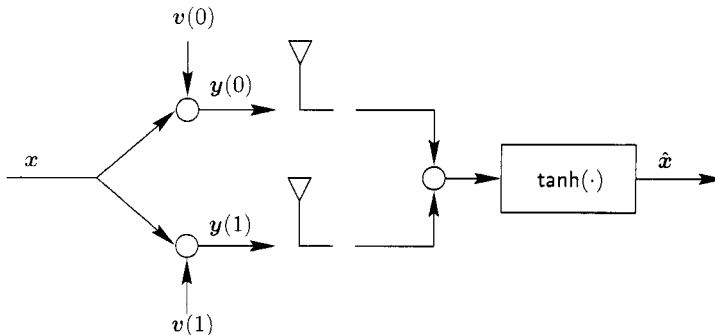 v(0)
y(0)
x
tanh(·)
x̂
y(1)
v(1)